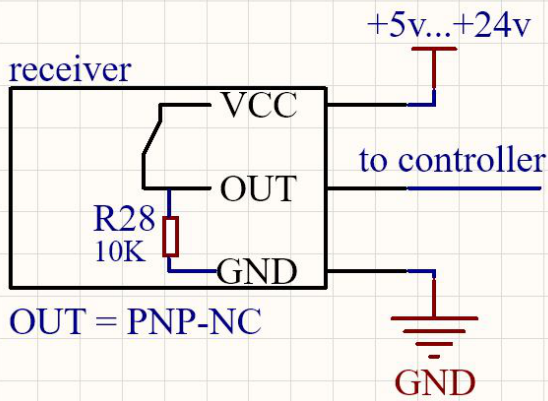 +5v...+24v
receiver
VCC
to controller
OUT
R28
10K
GND
OUT = PNP-NC
GND